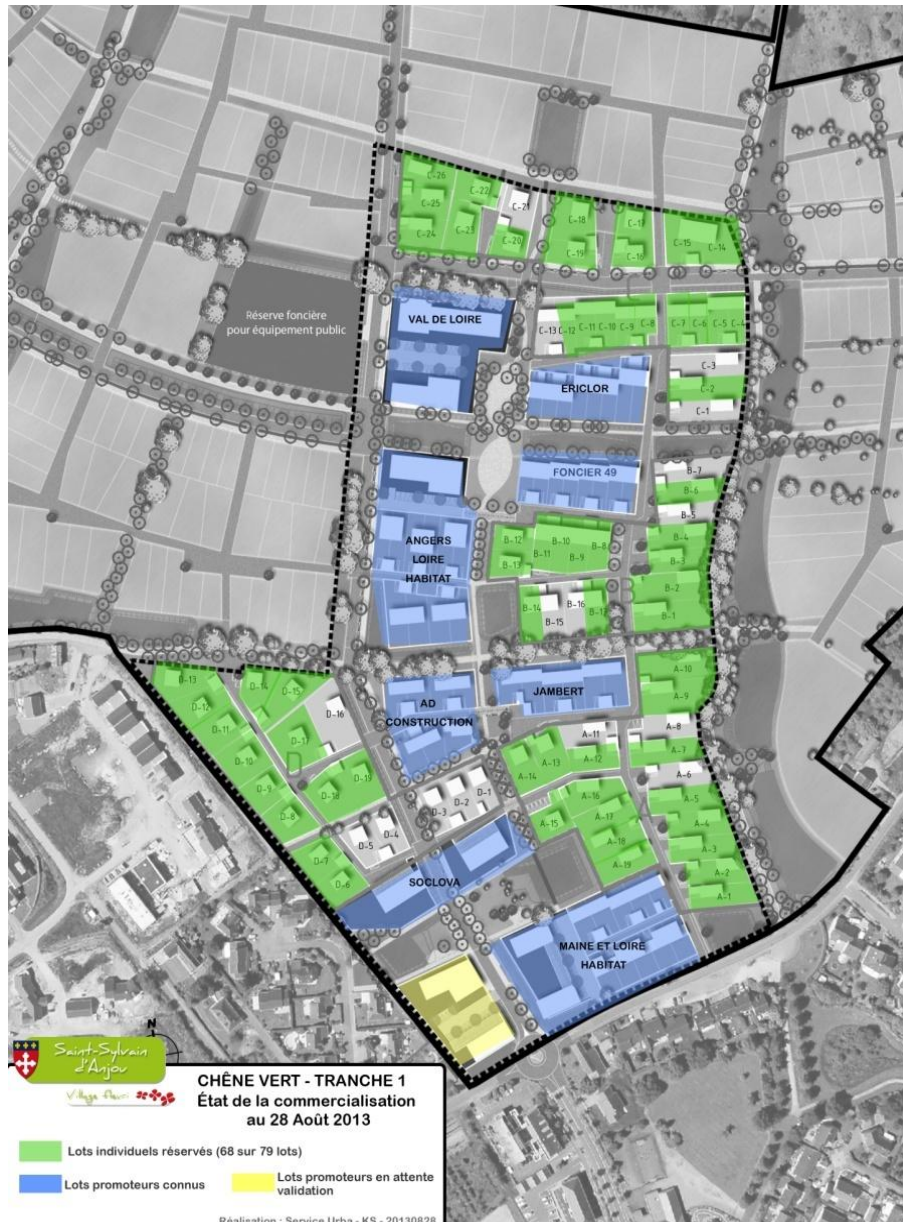 C-26
C-25
C-24
C-22
C-23
C-21
C-20
C-18
C-19
C-17
C-16
C-15
C-14
Réserve foncière
pour équipement public
VAL DE LOIRE
C-13
C-12
C-11
C-10
C-9
C-8
C-7
C-6
C-5
C-4
C-3
C-2
C-1
ERICLOR
FONCIER 49
B-7
B-6
B-5
B-4
B-3
B-2
B-1
ANGERS
LOIRE
HABITAT
B-12
B-13
B-11
B-10
B-9
B-8
B-14
B-15
B-16
B-17
D-13
D-12
D-11
D-10
D-9
D-8
D-7
D-6
D-14
D-15
D-16
D-17
D-18
D-19
AD
CONSTRUCTION
JAMBERT
A-10
A-9
A-8
A-7
A-6
A-11
A-12
A-13
A-14
D-1
D-2
D-3
D-4
D-5
A-5
A-4
A-3
A-2
A-1
A-16
A-15
A-17
A-18
A-19
SOCLOVA
MAINE ET LOIRE
HABITAT
N
Saint-Sylvain
d'Anjou
Village fleuri
CHÊNE VERT - TRANCHE 1
État de la commercialisation
au 28 Août 2013
Lots individuels réservés (68 sur 79 lots)
Lots promoteurs connus
Lots promoteurs en attente
validation
Réalisation : Service Urba - KS - 20130828